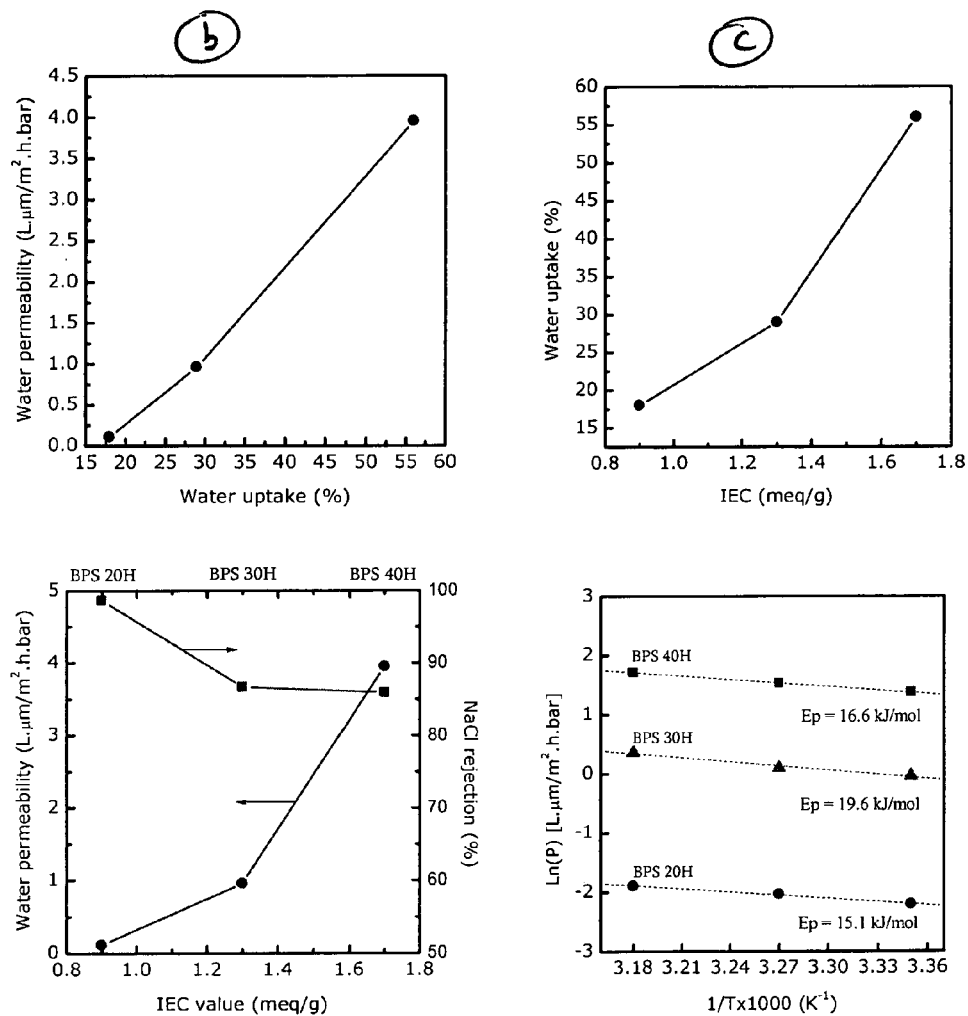 b
4.5
4.0
3.5
3.0
2.5
2.0
1.5
1.0
0.5
0.0
Water permeability (L.μm/m².h.bar)
15 20 25 30 35 40 45 50 55 60
Water uptake (%)
c
60
55
50
45
40
35
30
25
20
15
Water uptake (%)
0.8 1.0 1.2 1.4 1.6 1.8
IEC (meq/g)
BPS 20H BPS 30H BPS 40H
5
4
3
2
1
0
Water permeability (L.μm/m².h.bar)
100
90
80
70
60
50
NaCl rejection (%)
0.8 1.0 1.2 1.4 1.6 1.8
IEC value (meq/g)
3
2
1
0
-1
-2
-3
Ln(P) [L.μm/m².h.bar]
BPS 40H
Ep = 16.6 kJ/mol
BPS 30H
Ep = 19.6 kJ/mol
BPS 20H
Ep = 15.1 kJ/mol
3.18 3.21 3.24 3.27 3.30 3.33 3.36
1/Tx1000 (K⁻¹)